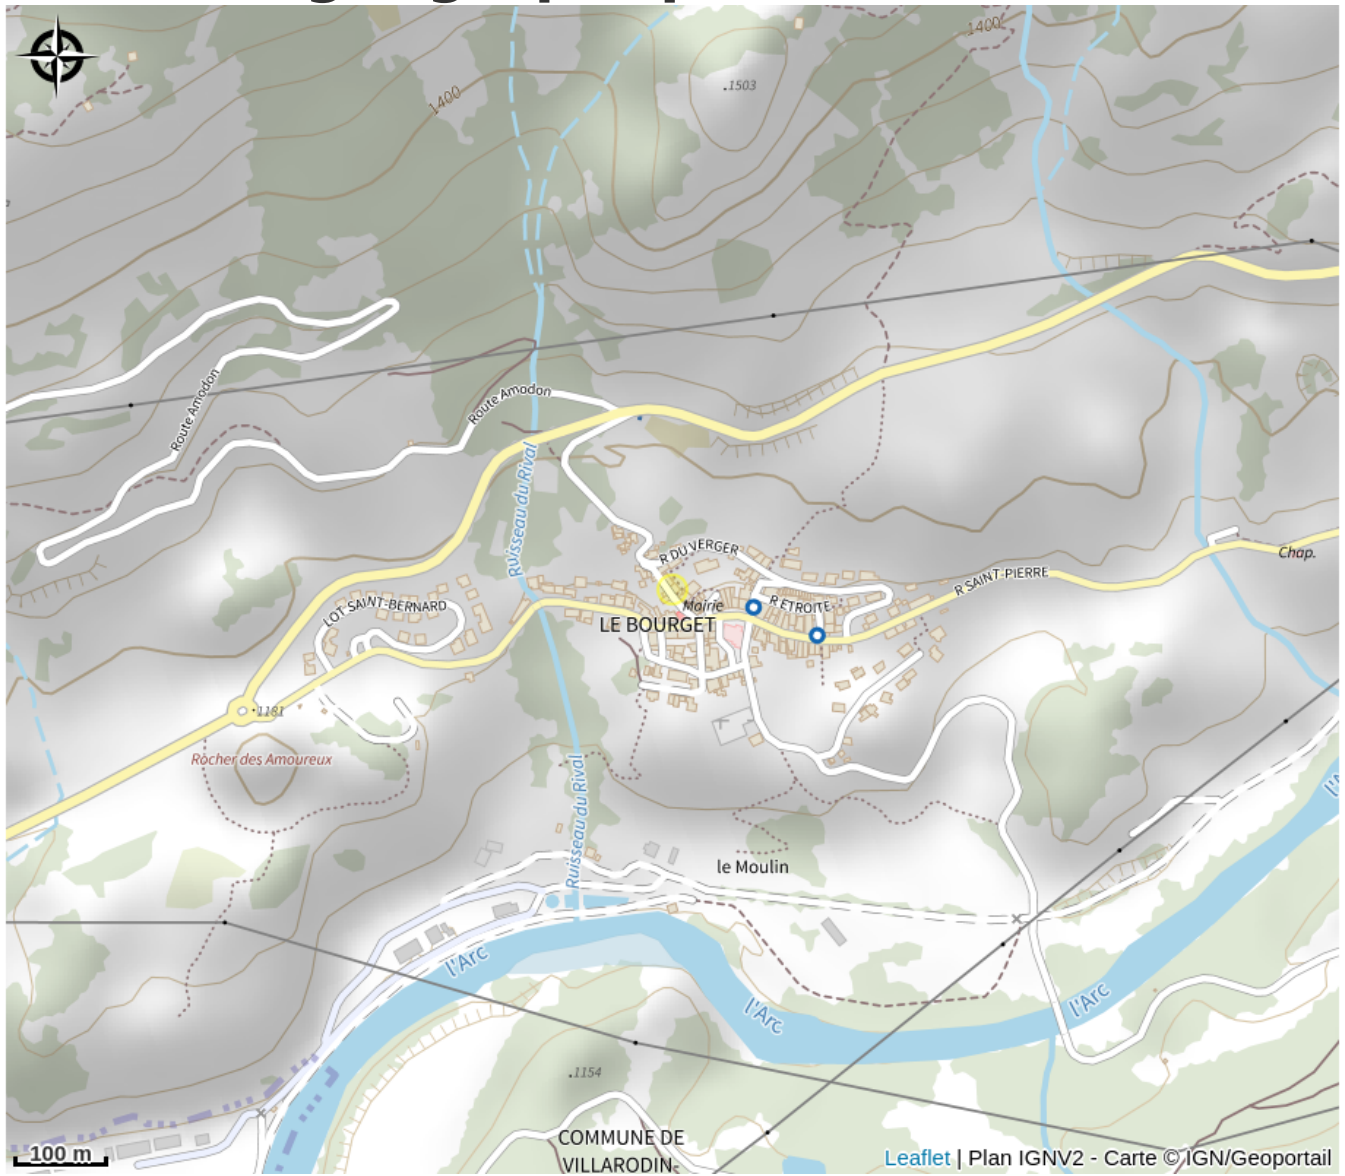 1400
1400
.1503
Route Amodon
Route Amodon
Ruisseau du Rival
R DU VERGER
Chap.
R SAINT-PIERRE
LOT SAINT-BERNARD
Mairie
R ETROITE
LE BOURGET
1181
Rocher des Amoureux
Ruisseau du Rival
le Moulin
l'Arc
l'Arc
l'Arc
.1154
COMMUNE DE
VILLARODIN-
100 m
Leaflet | Plan IGNV2 - Carte © IGN/Geoportail